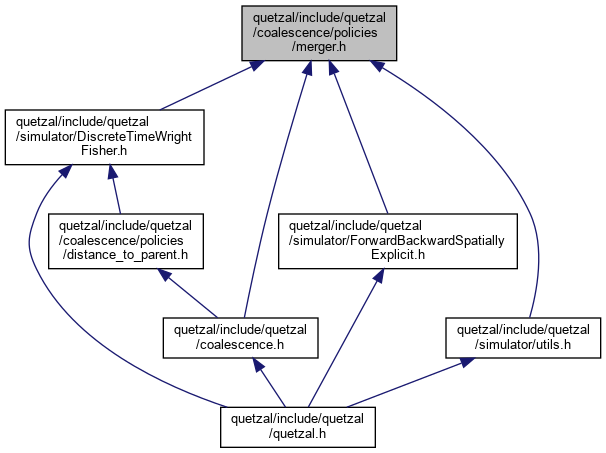 quetzal/include/quetzal
/coalescence/policies
/merger.h
quetzal/include/quetzal
/simulator/DiscreteTimeWright
Fisher.h
quetzal/include/quetzal
/coalescence/policies
/distance_to_parent.h
quetzal/include/quetzal
/simulator/ForwardBackwardSpatially
Explicit.h
quetzal/include/quetzal
/coalescence.h
quetzal/include/quetzal
/simulator/utils.h
quetzal/include/quetzal
/quetzal.h